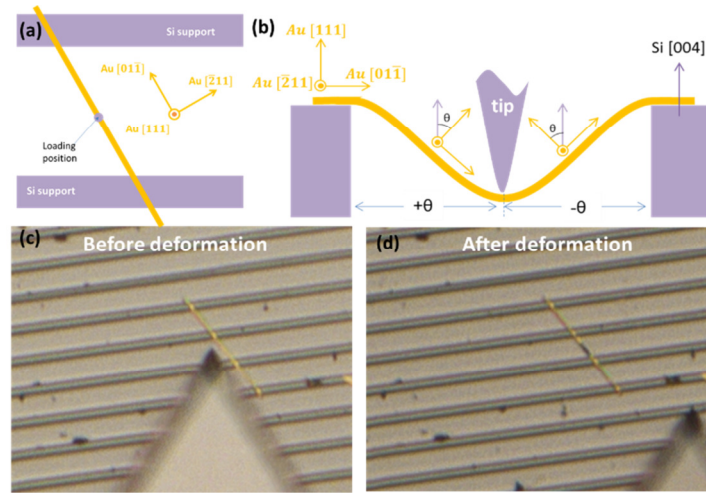 (a)
Si support
Au [01̅1̅]
Au [2̅11]
Au [111]
Loading
position
Si support
(b)
Au [111]
Au [2̅11]
Au [011̅]
tip
Si [004]
θ
θ
+θ
-θ
(c)
Before deformation
(d)
After deformation